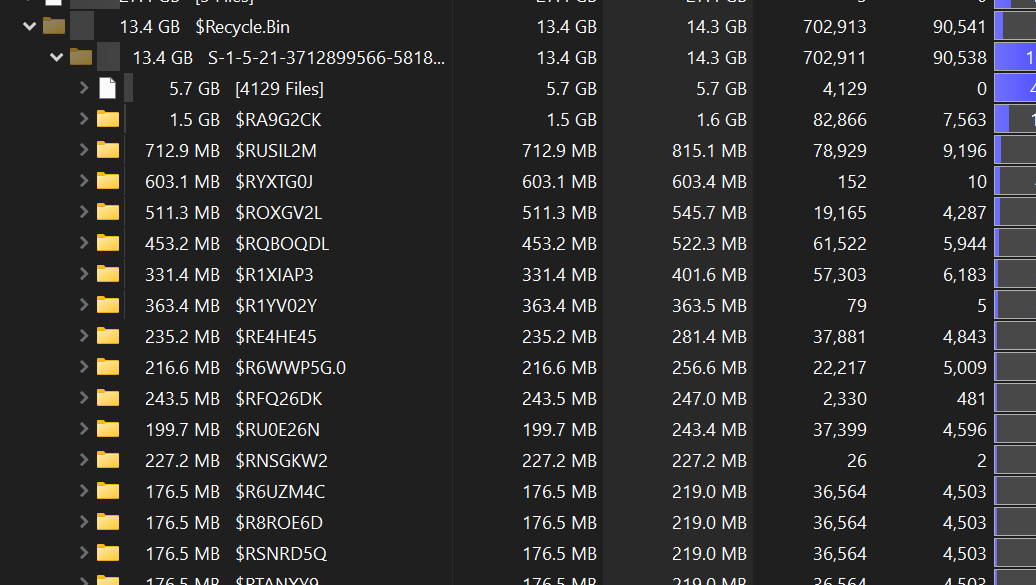 13.4 GB $Recycle.Bin 13.4 GB 14.3 GB 702,913 90,541
13.4 GB S-1-5-21-3712899566-5818... 13.4 GB 14.3 GB 702,911 90,538
5.7 GB [4129 Files] 5.7 GB 5.7 GB 4,129 0
1.5 GB $RA9G2CK 1.5 GB 1.6 GB 82,866 7,563
712.9 MB $RUSIL2M 712.9 MB 815.1 MB 78,929 9,196
603.1 MB $RYXTG0J 603.1 MB 603.4 MB 152 10
511.3 MB $ROXGV2L 511.3 MB 545.7 MB 19,165 4,287
453.2 MB $RQBOQDL 453.2 MB 522.3 MB 61,522 5,944
331.4 MB $R1XIAP3 331.4 MB 401.6 MB 57,303 6,183
363.4 MB $R1YV02Y 363.4 MB 363.5 MB 79 5
235.2 MB $RE4HE45 235.2 MB 281.4 MB 37,881 4,843
216.6 MB $R6WWP5G.0 216.6 MB 256.6 MB 22,217 5,009
243.5 MB $RFQ26DK 243.5 MB 247.0 MB 2,330 481
199.7 MB $RU0E26N 199.7 MB 243.4 MB 37,399 4,596
227.2 MB $RNSGKW2 227.2 MB 227.2 MB 26 2
176.5 MB $R6UZM4C 176.5 MB 219.0 MB 36,564 4,503
176.5 MB $R8ROE6D 176.5 MB 219.0 MB 36,564 4,503
176.5 MB $RSNRD5Q 176.5 MB 219.0 MB 36,564 4,503
176.5 MB 176.5 MB 219.0 MB 36,564 4,503